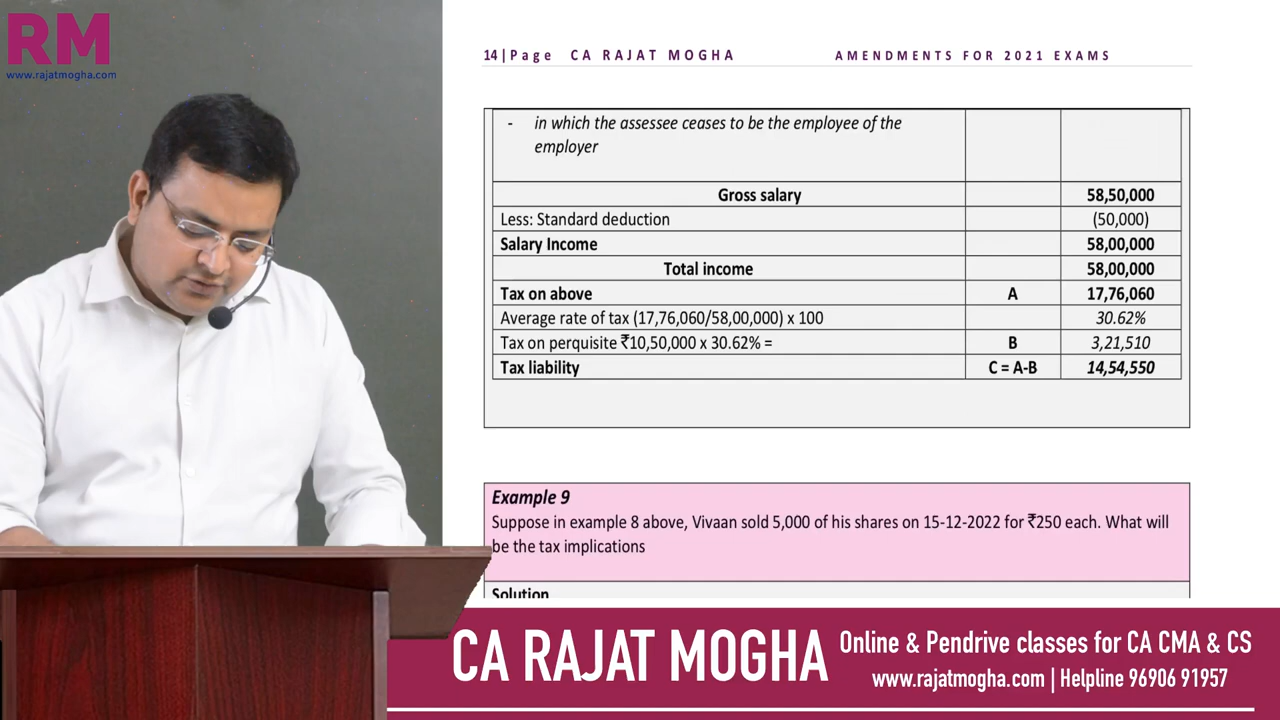 RM
www.rajatmogha.com
14|Page CA RAJAT MOGHA AMENDMENTS FOR 2021 EXAMS
- in which the assessee ceases to be the employee of the
employer
Gross salary 58,50,000
Less: Standard deduction (50,000)
Salary Income 58,00,000
Total income 58,00,000
Tax on above A 17,76,060
Average rate of tax (17,76,060/58,00,000) x 100 30.62%
Tax on perquisite ₹10,50,000 x 30.62% = B 3,21,510
Tax liability C = A-B 14,54,550
Example 9
Suppose in example 8 above, Vivaan sold 5,000 of his shares on 15-12-2022 for ₹250 each. What will
be the tax implications
Solution
CA RAJAT MOGHA
Online & Pendrive classes for CA CMA & CS
www.rajatmogha.com | Helpline 96906 91957